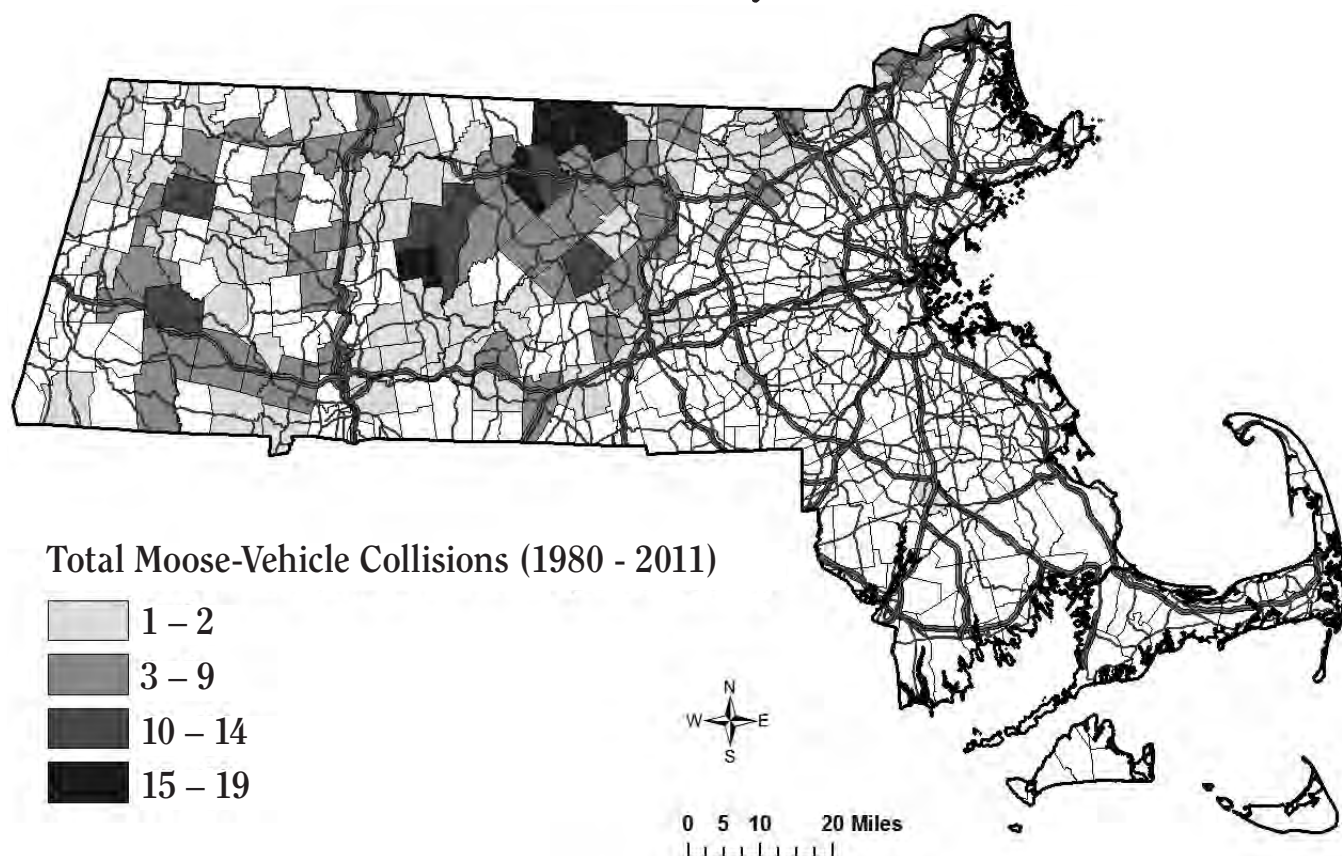 Total Moose-Vehicle Collisions (1980 - 2011)
1 – 2
3 – 9
10 – 14
15 – 19
N
W E
S
0 5 10 20 Miles